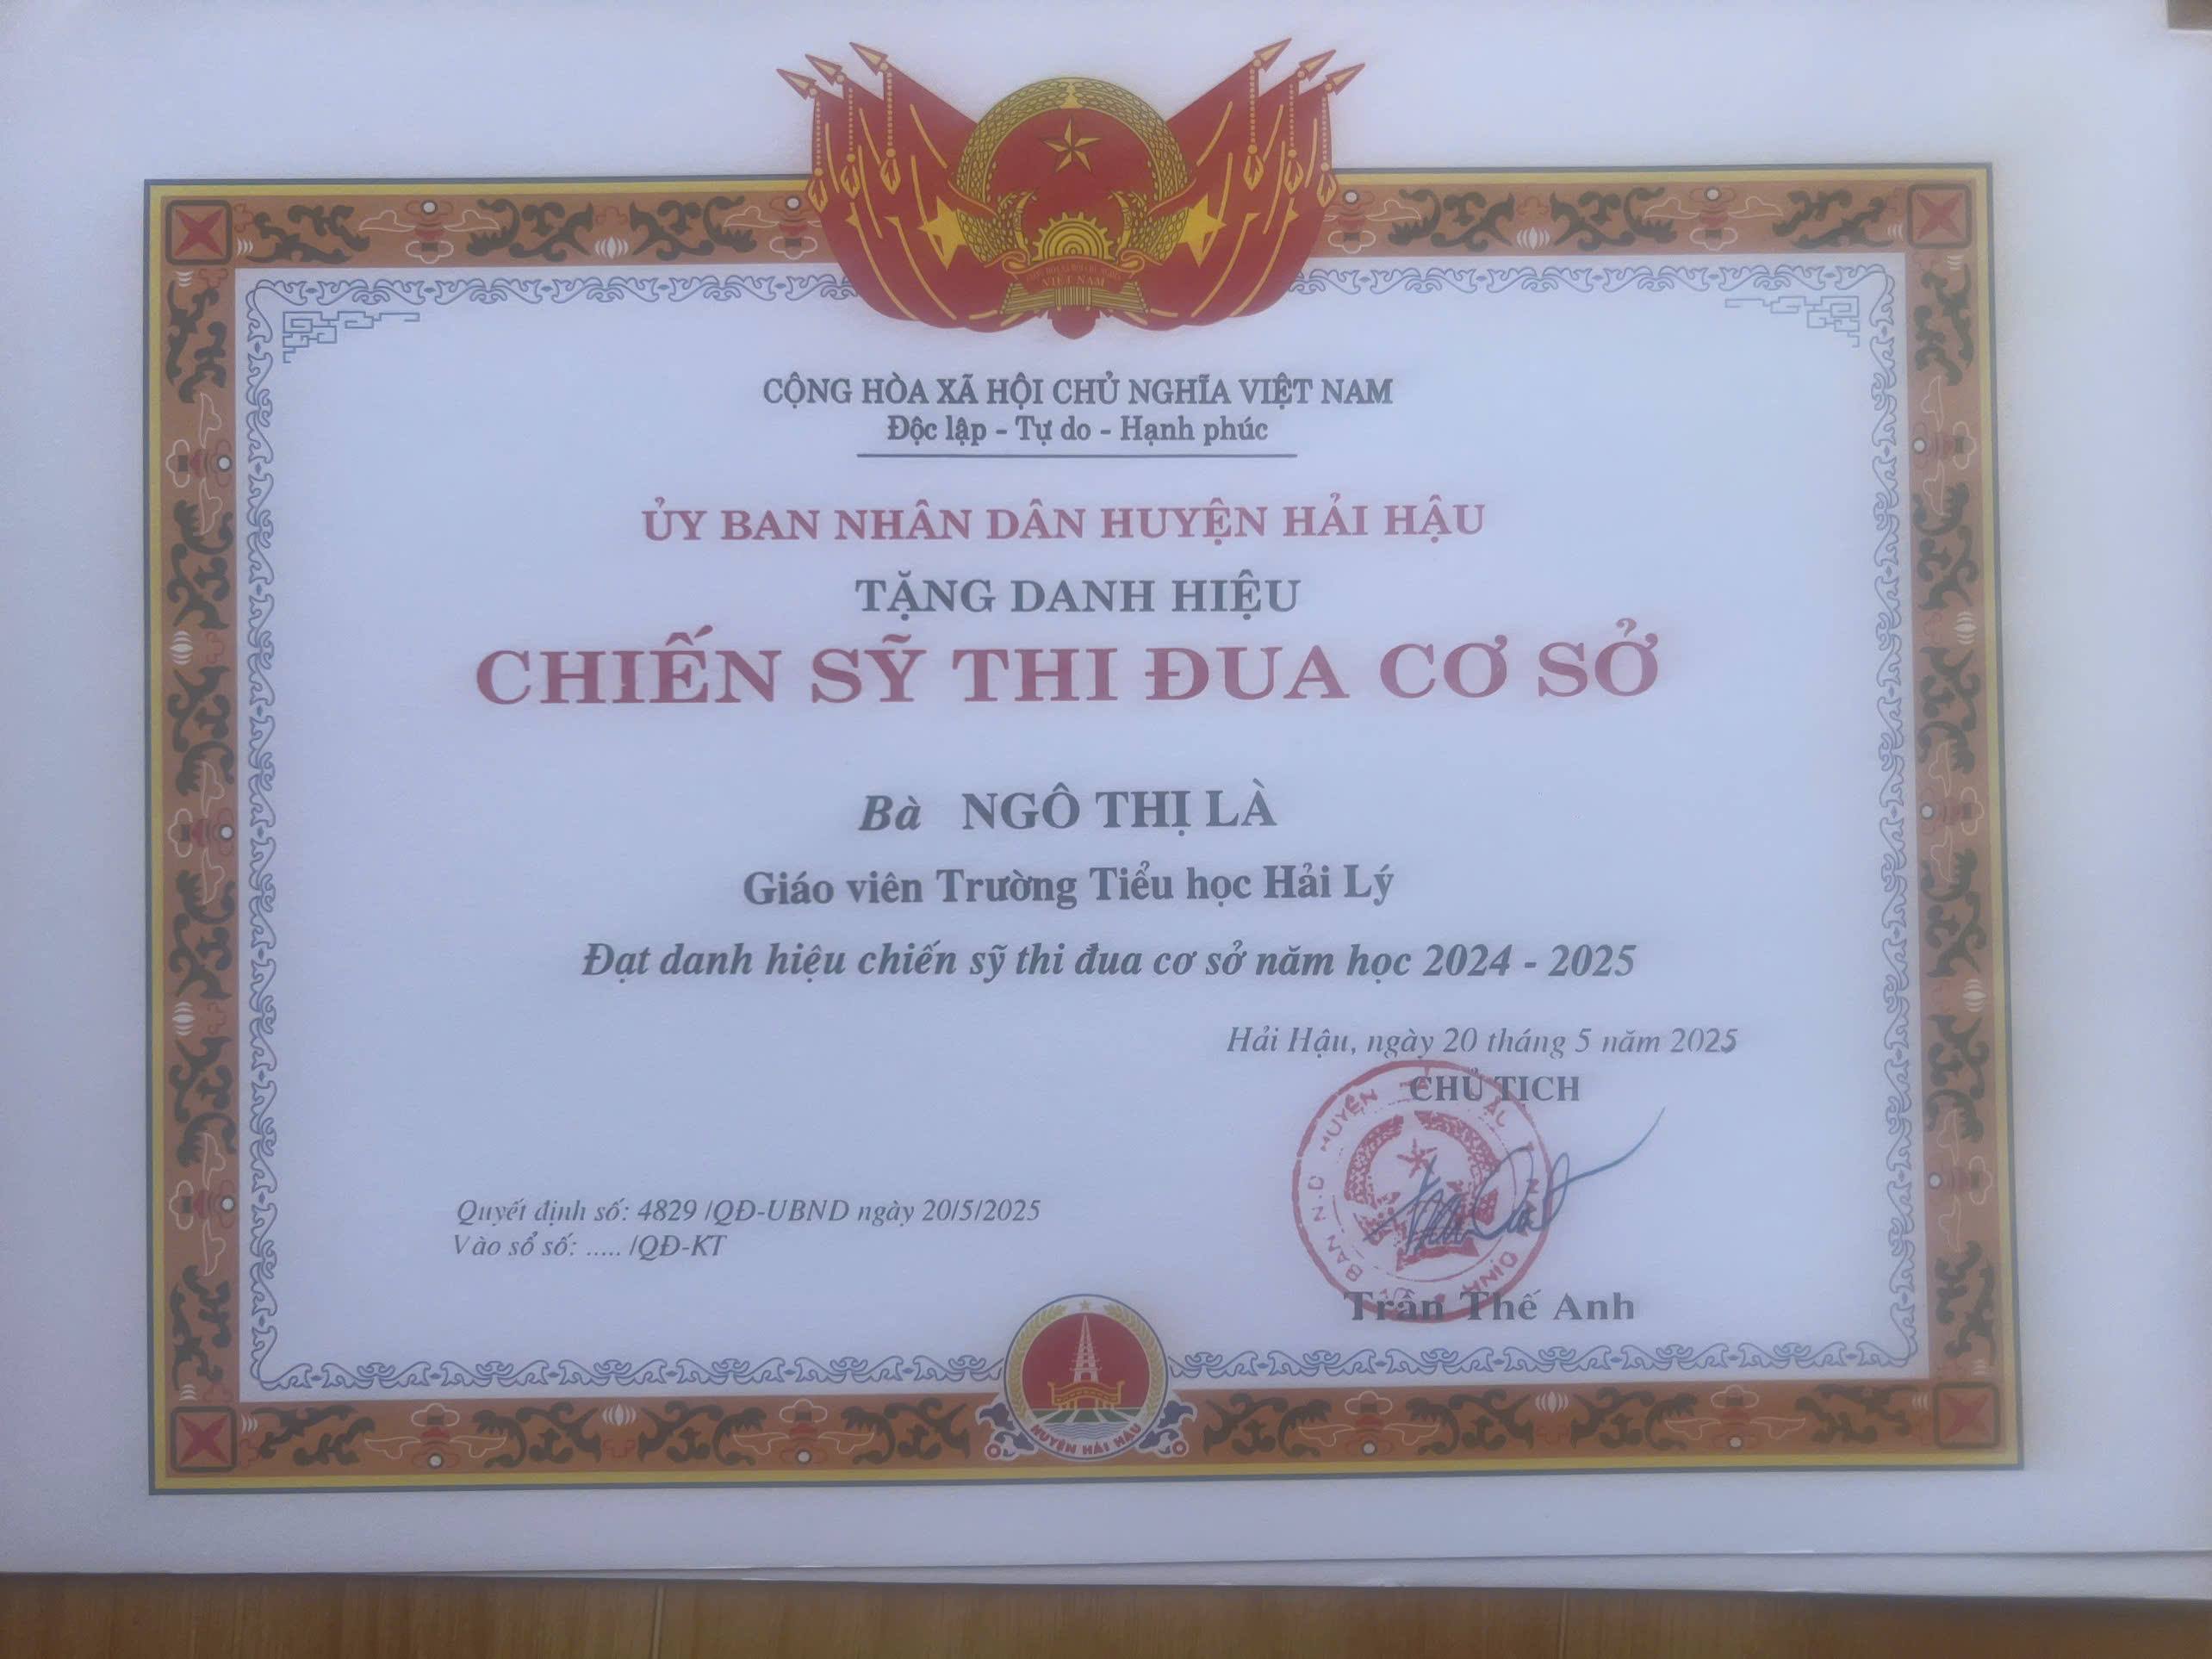 VIỆT NAM
CỘNG HÒA XÃ HỘI CHỦ NGHĨA VIỆT NAM
Độc lập - Tự do - Hạnh phúc
ỦY BAN NHÂN DÂN HUYỆN HẢI HẬU
TẶNG DANH HIỆU
CHIẾN SỸ THI ĐUA CƠ SỞ
Bà NGÔ THỊ LÀ
Giáo viên Trường Tiểu học Hải Lý
Đạt danh hiệu chiến sỹ thi đua cơ sở năm học 2024 - 2025
Hải Hậu, ngày 20 tháng 5 năm 2025
CHỦ TỊCH
BAN N.D HUYỆN
ĐỊNH
Quyết định số: 4829 /QĐ-UBND ngày 20/5/2025
Vào sổ số: ..... /QĐ-KT
Trần Thế Anh
HUYỆN HẢI HẬU